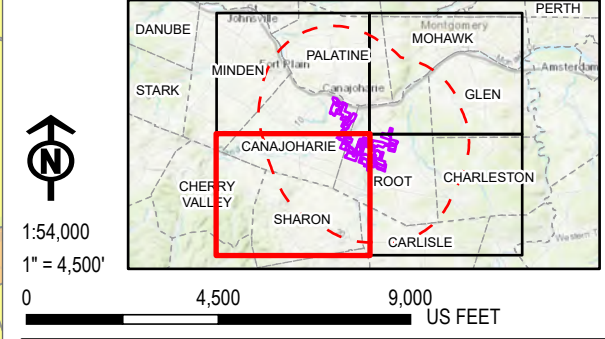 PERTH
Johnsville
Montgomery
DANUBE
MOHAWK
PALATINE
MINDEN
Fort Plain
Amsterdam
Canajoharie
STARK
GLEN
N
CANAJOHARIE
ROOT
CHARLESTON
CHERRY
VALLEY
SHARON
CARLISLE
Western T
1:54,000
1" = 4,500'
0 4,500 9,000
US FEET